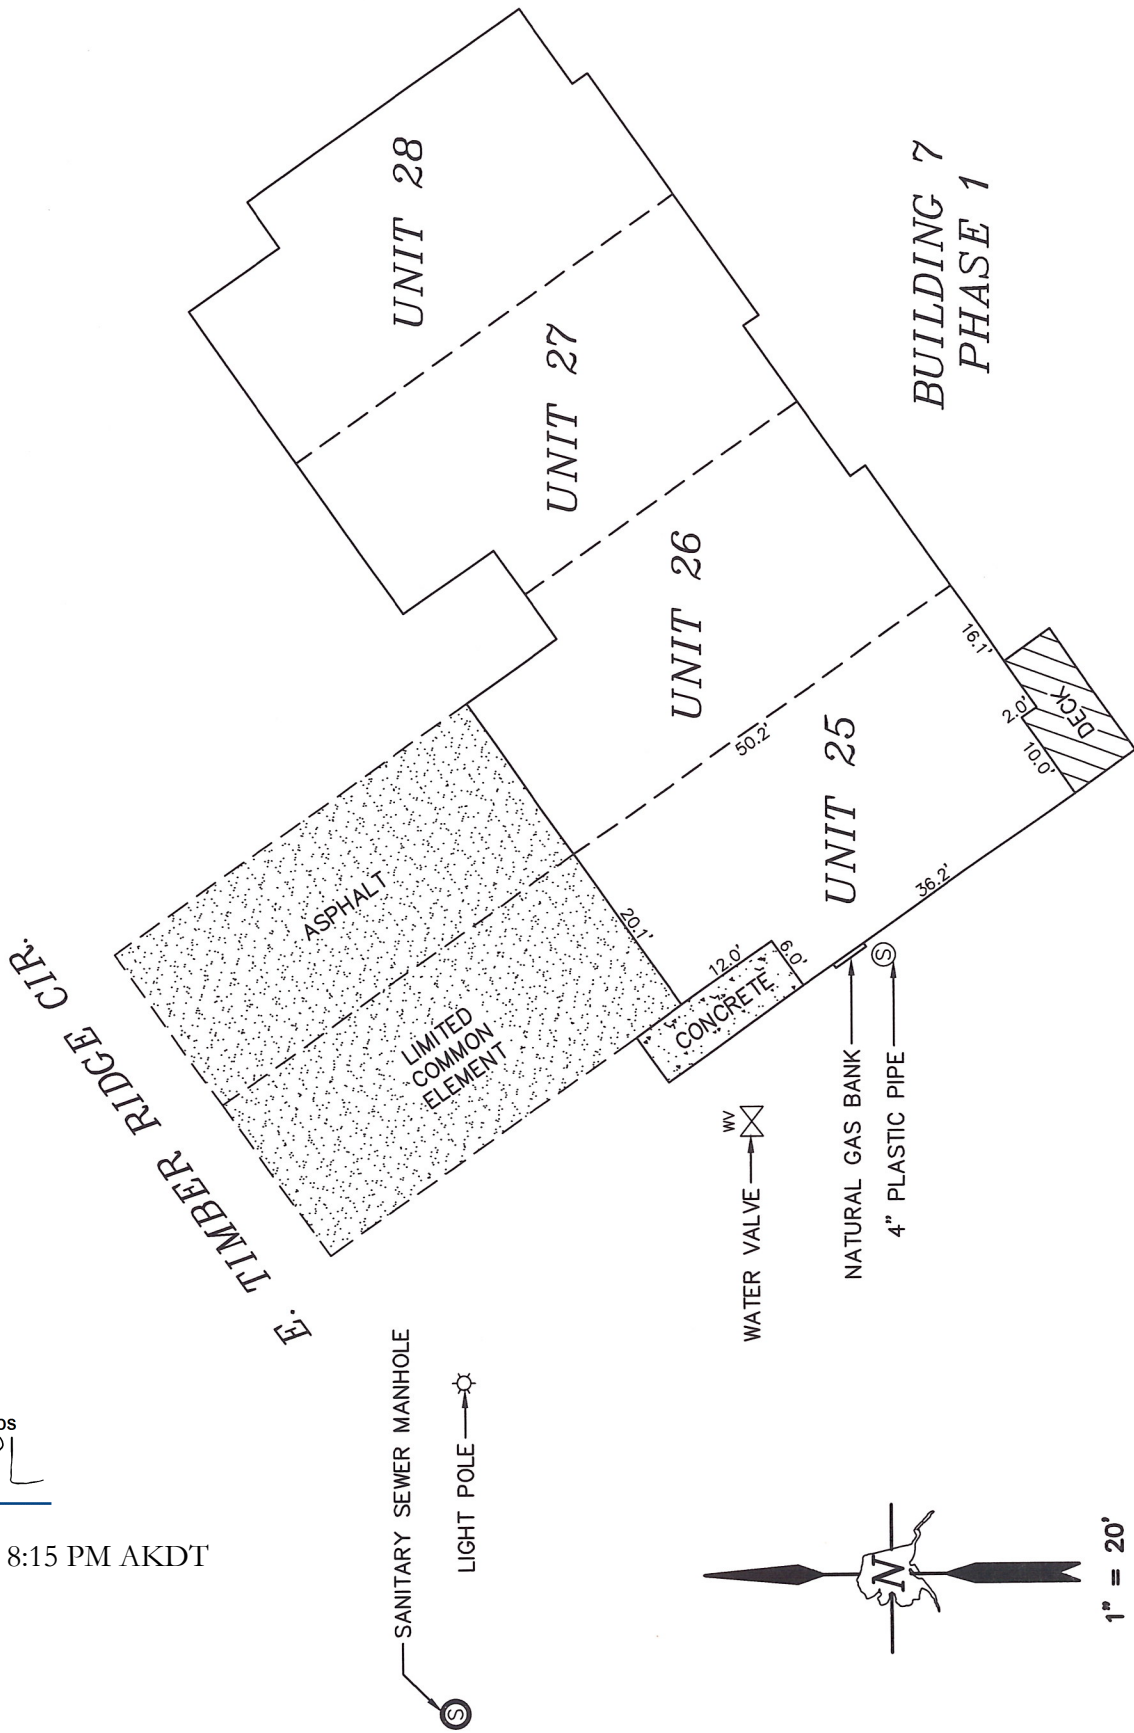 UNIT 28
UNIT 27
UNIT 26
UNIT 25
BUILDING 7
PHASE 1
E. TIMBER RIDGE CIR.
ASPHALT
LIMITED
COMMON
ELEMENT
CONCRETE
DECK
50.2'
16.1'
2.0'
10.0'
36.2'
20.1'
12.0'
6.0'
WV
WATER VALVE
NATURAL GAS BANK
S
4" PLASTIC PIPE
SANITARY SEWER MANHOLE
S
LIGHT POLE
N
1" = 20'
DS
8:15 PM AKDT